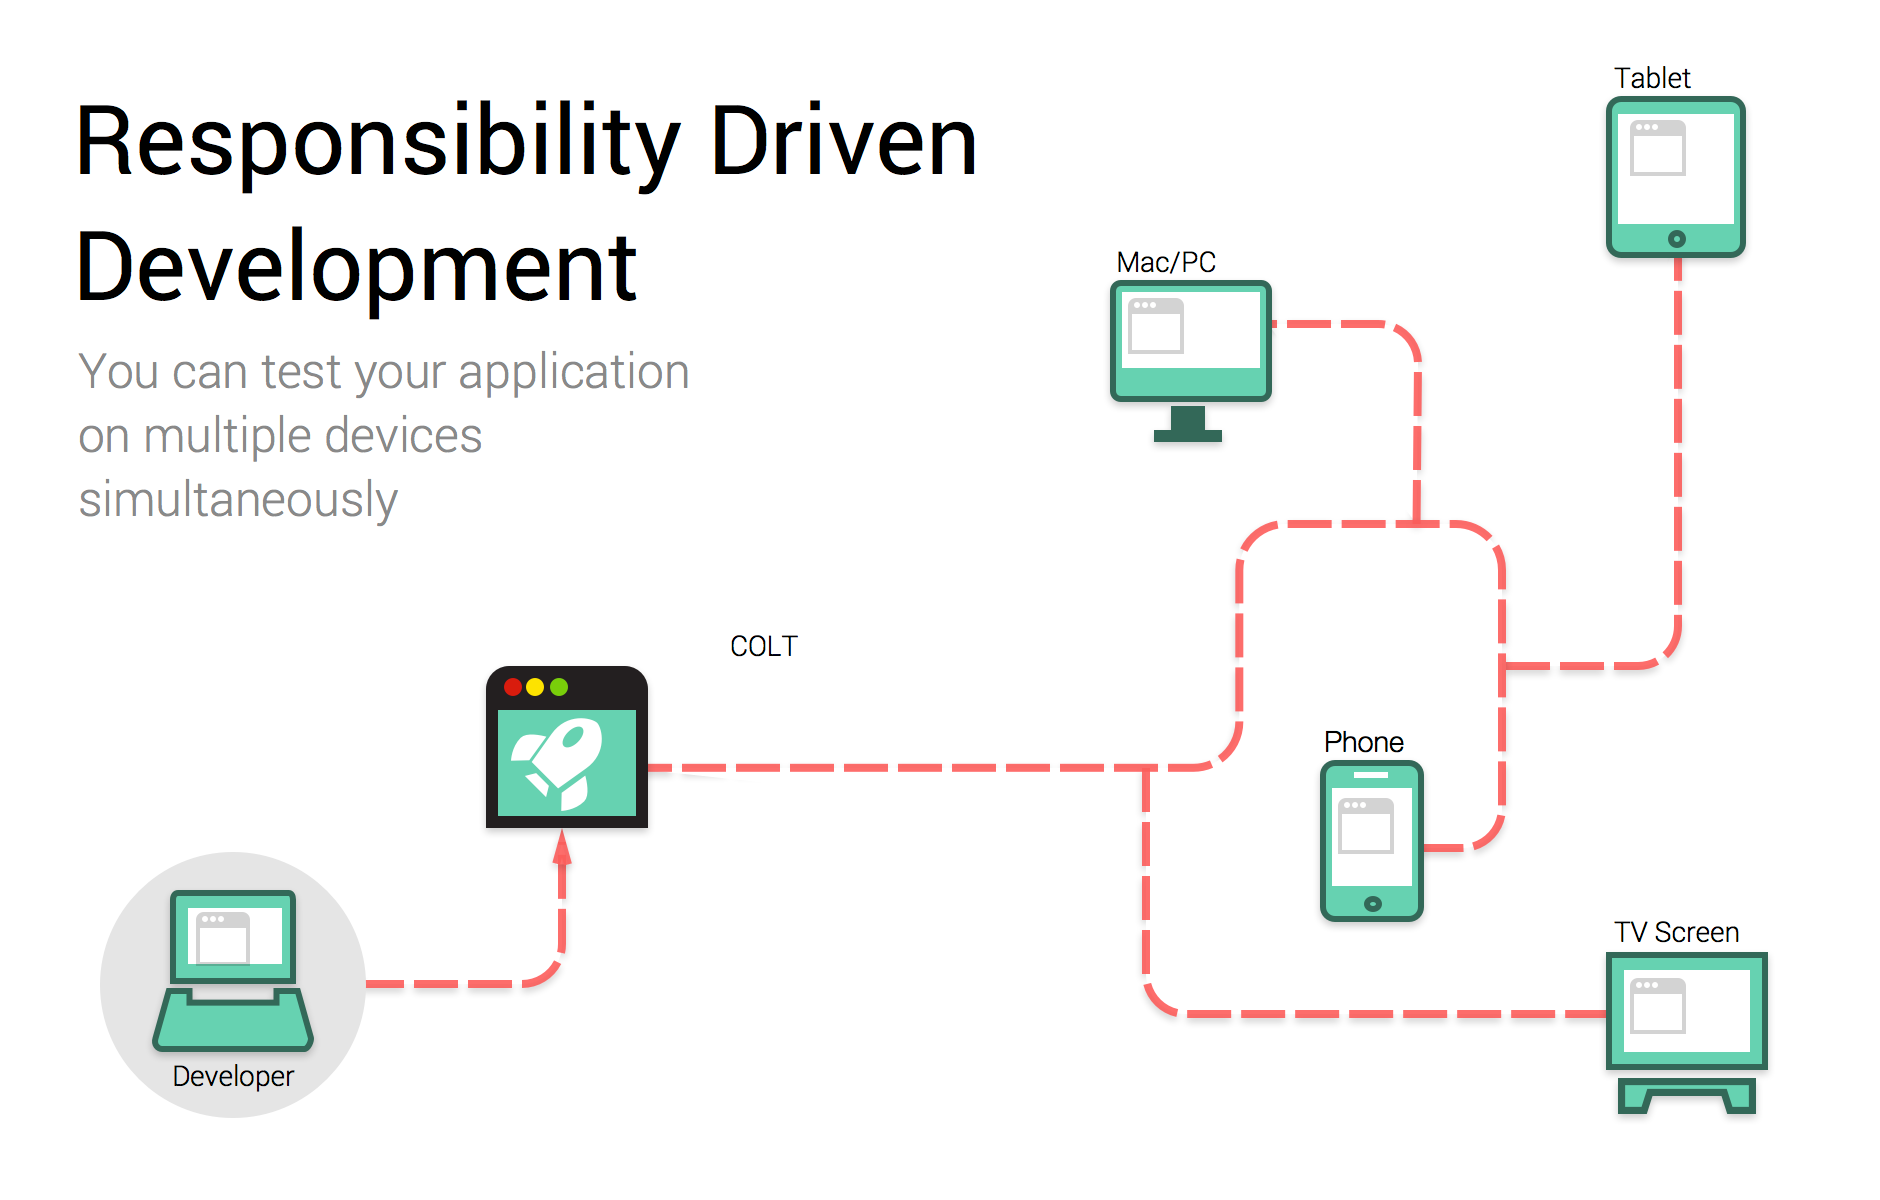 Responsibility Driven
Development
You can test your application
on multiple devices
simultaneously
Tablet
Mac/PC
COLT
Phone
TV Screen
Developer